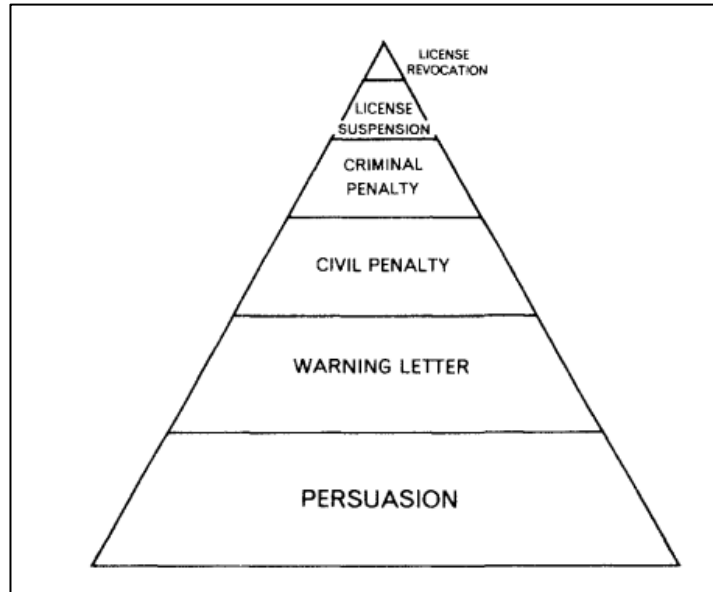 LICENSE
REVOCATION
LICENSE
SUSPENSION
CRIMINAL
PENALTY
CIVIL PENALTY
WARNING LETTER
PERSUASION